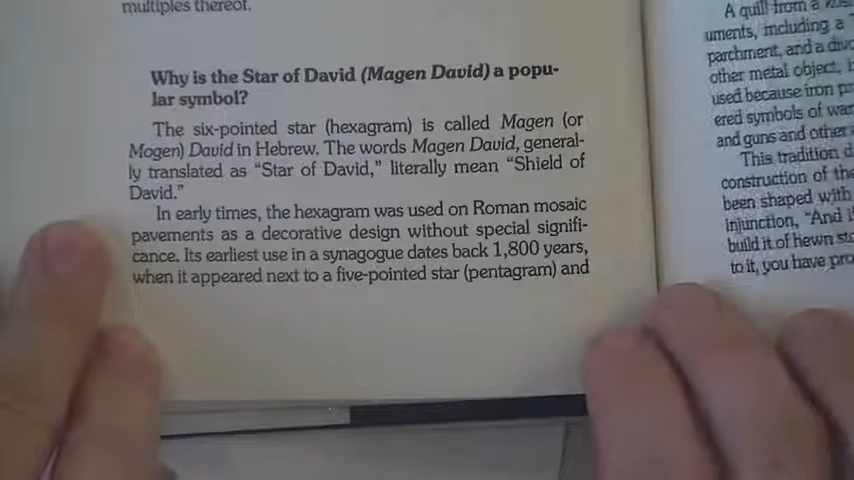 multiples thereof.
Why is the Star of David (Magen David) a popu-
lar symbol?
The six-pointed star (hexagram) is called Magen (or
Mogen) David in Hebrew. The words Magen David, general-
ly translated as “Star of David,” literally mean “Shield of
David.”
In early times, the hexagram was used on Roman mosaic
pavements as a decorative design without special signifi-
cance. Its earliest use in a synagogue dates back 1,800 years,
when it appeared next to a five-pointed star (pentagram) and
A quill from a
uments, including a
parchment, and a
other metal object,
used because iron
ered symbols of war
and guns and other
This tradition
construction of the
been shaped with
injunction, “And
build it of hewn
to it, you have